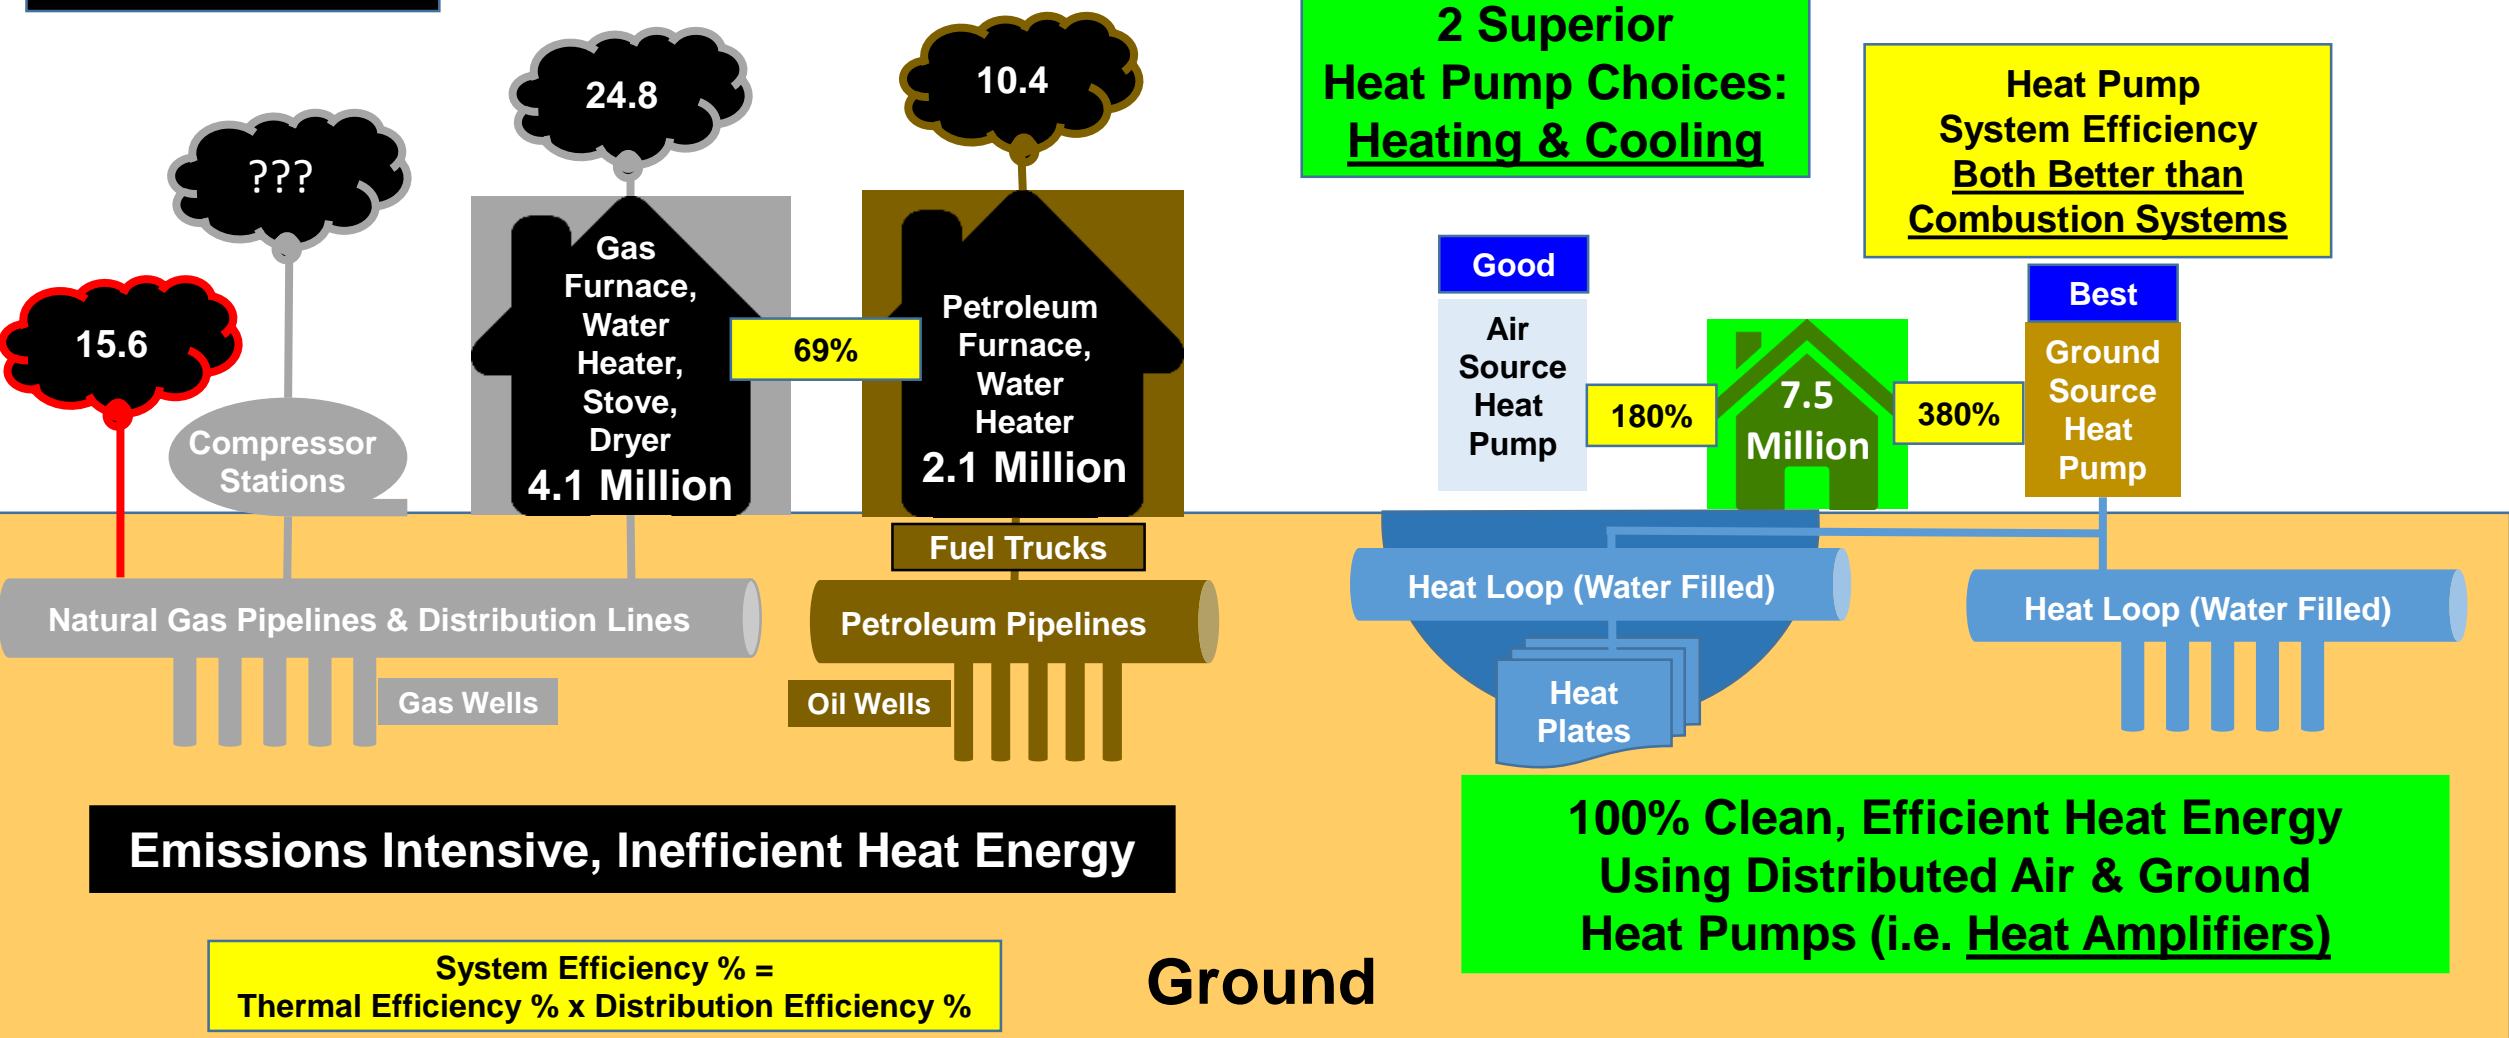 2 Superior
Heat Pump Choices:
Heating & Cooling
Heat Pump
System Efficiency
Both Better than
Combustion Systems
15.6
???
24.8
10.4
Compressor
Stations
Gas
Furnace,
Water
Heater,
Stove,
Dryer
4.1 Million
69%
Petroleum
Furnace,
Water
Heater
2.1 Million
Good
Air
Source
Heat
Pump
180%
7.5
Million
380%
Best
Ground
Source
Heat
Pump
Fuel Trucks
Natural Gas Pipelines & Distribution Lines
Petroleum Pipelines
Heat Loop (Water Filled)
Heat Loop (Water Filled)
Gas Wells
Oil Wells
Heat
Plates
Emissions Intensive, Inefficient Heat Energy
100% Clean, Efficient Heat Energy
Using Distributed Air & Ground
Heat Pumps (i.e. Heat Amplifiers)
System Efficiency % =
Thermal Efficiency % x Distribution Efficiency %
Ground